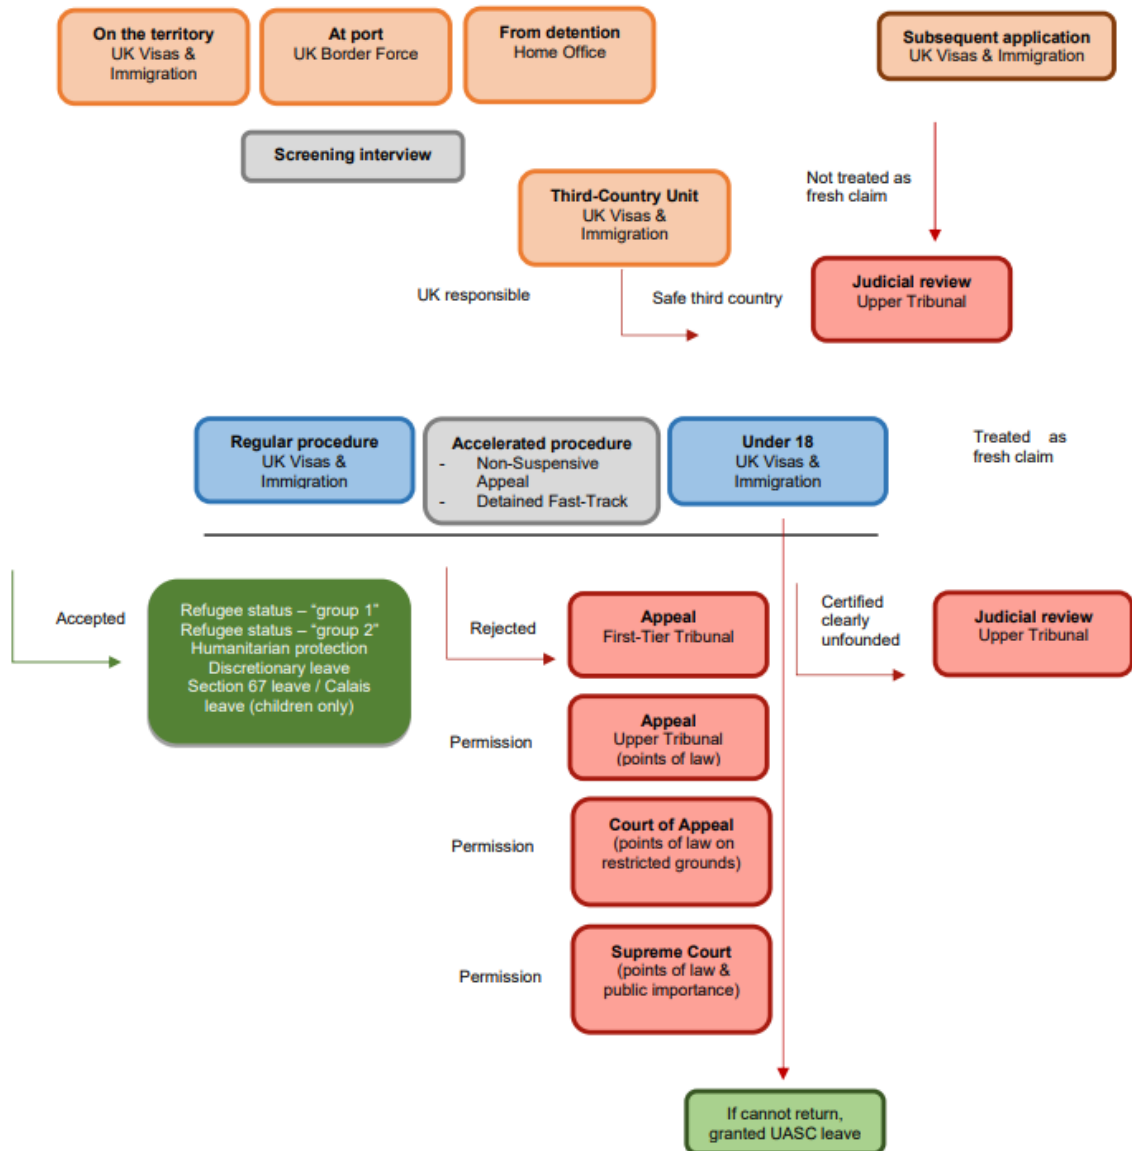 On the territory
UK Visas &
Immigration
At port
UK Border Force
From detention
Home Office
Subsequent application
UK Visas & Immigration
Screening interview
Third-Country Unit
UK Visas &
Immigration
Not treated as
fresh claim
UK responsible
Safe third country
Judicial review
Upper Tribunal
Regular procedure
UK Visas &
Immigration
Accelerated procedure
- Non-Suspensive
Appeal
- Detained Fast-Track
Under 18
UK Visas &
Immigration
Treated as
fresh claim
Accepted
Refugee status – “group 1”
Refugee status – “group 2”
Humanitarian protection
Discretionary leave
Section 67 leave / Calais
leave (children only)
Rejected
Appeal
First-Tier Tribunal
Certified
clearly
unfounded
Judicial review
Upper Tribunal
Permission
Appeal
Upper Tribunal
(points of law)
Permission
Court of Appeal
(points of law on
restricted grounds)
Permission
Supreme Court
(points of law &
public importance)
If cannot return,
granted UASC leave